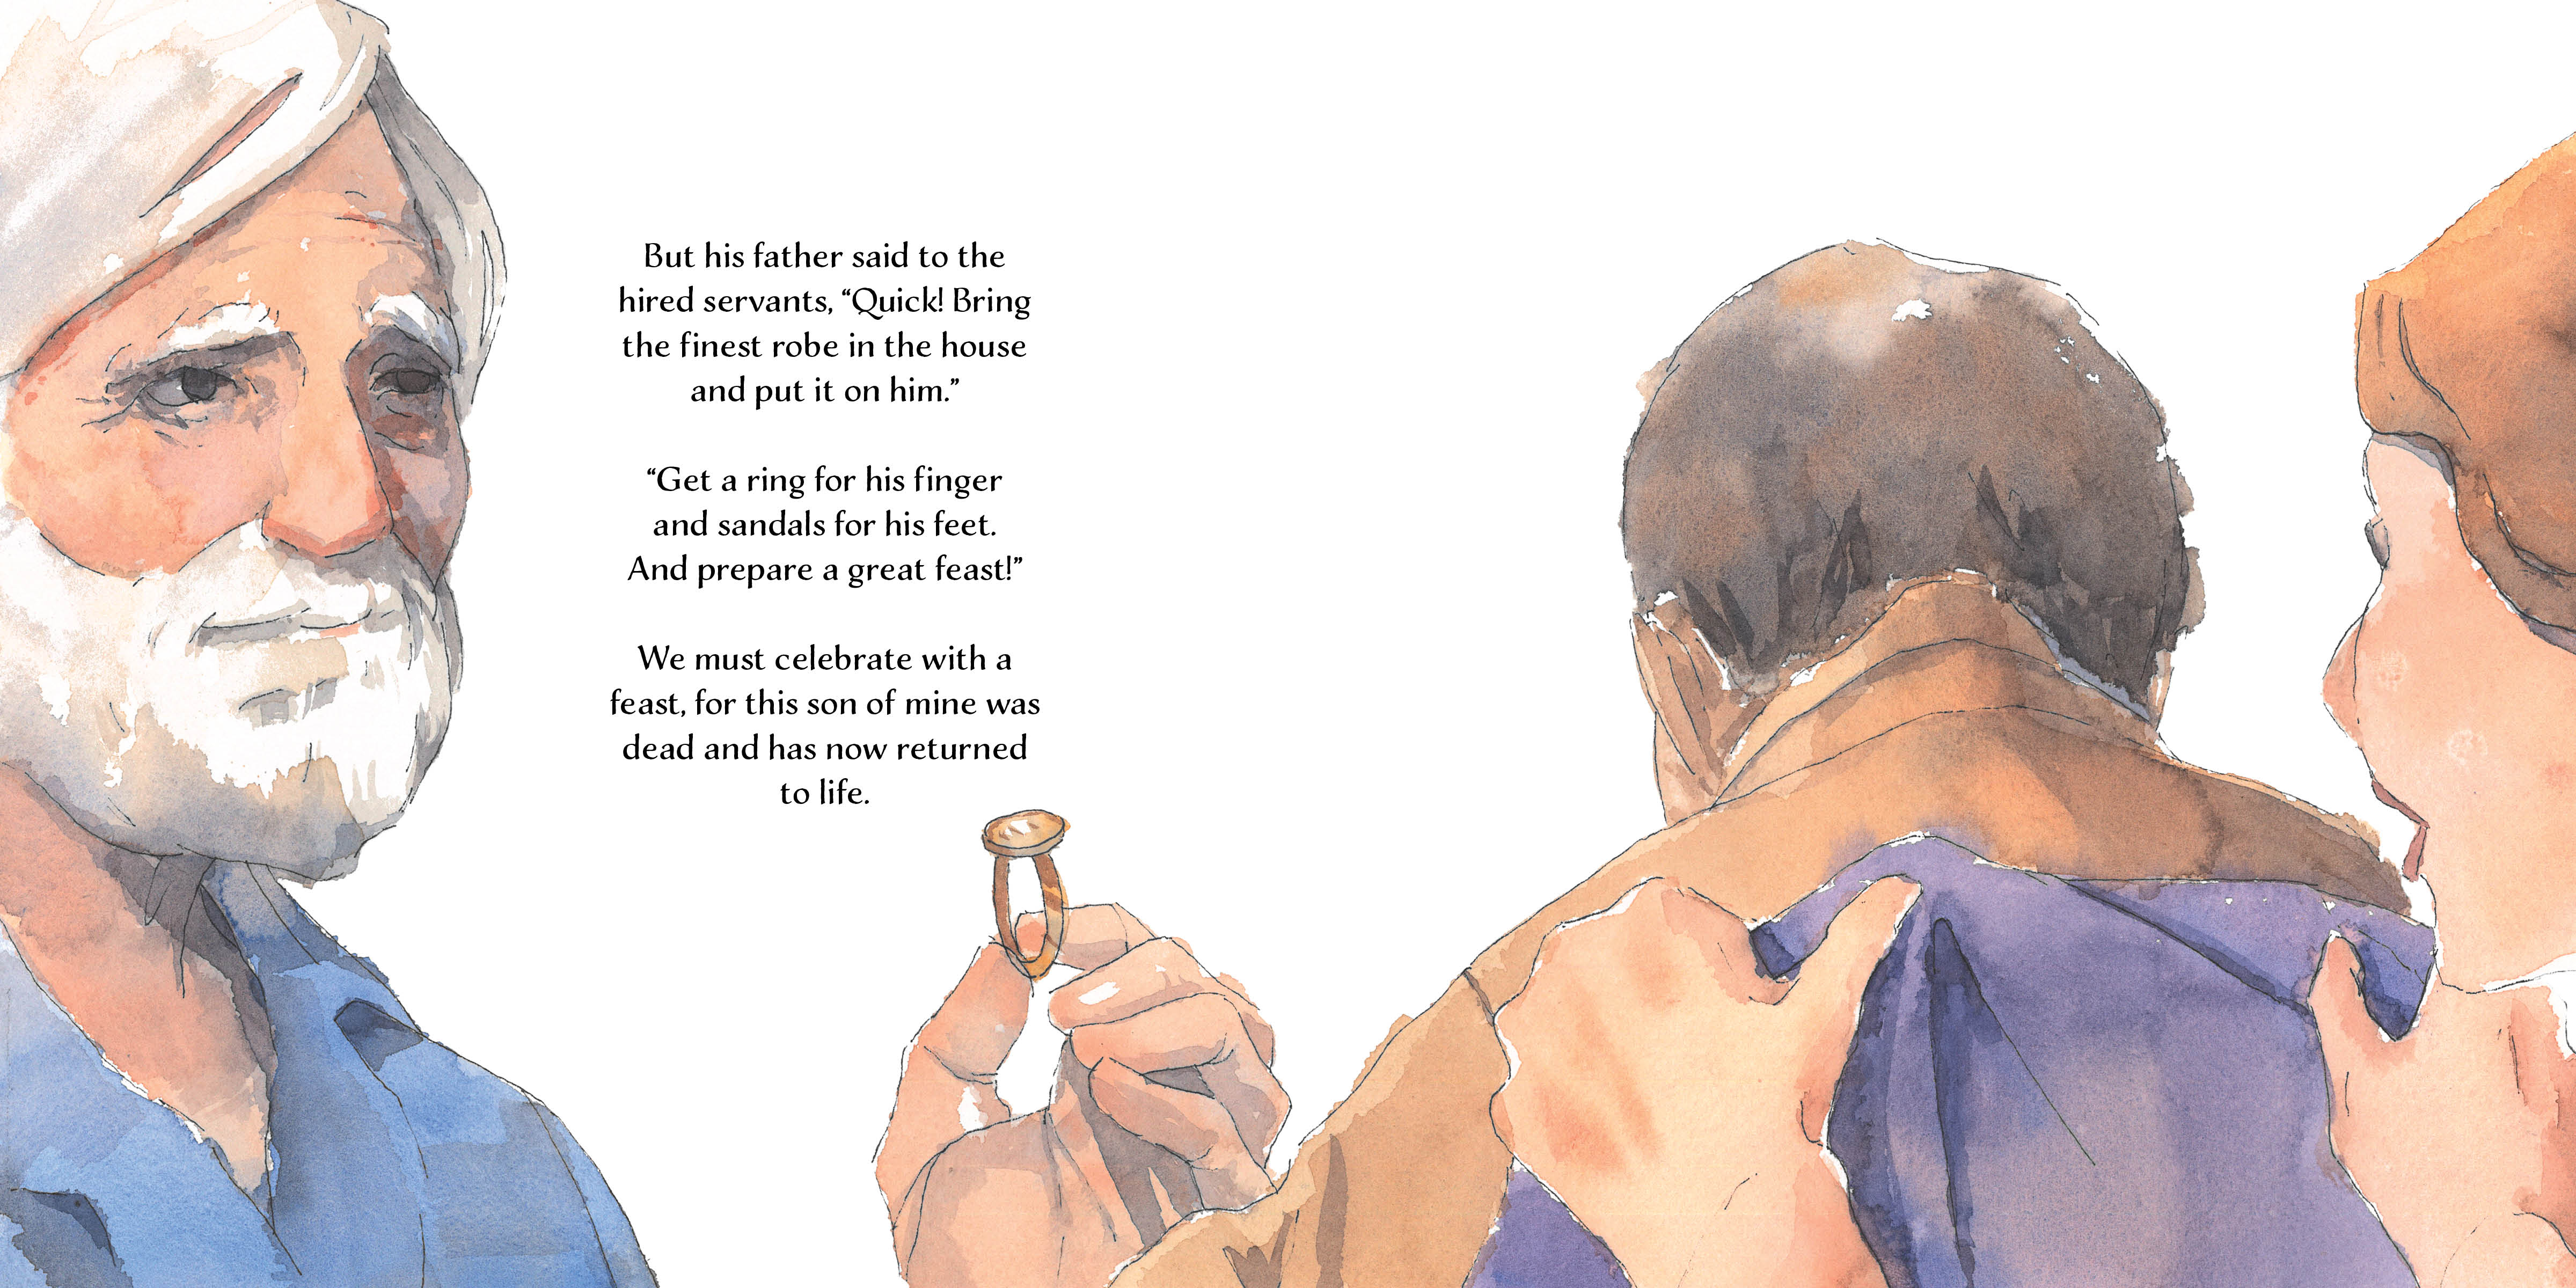 But his father said to the
hired servants, “Quick! Bring
the finest robe in the house
and put it on him.”
“Get a ring for his finger
and sandals for his feet.
And prepare a great feast!”
We must celebrate with a
feast, for this son of mine was
dead and has now returned
to life.